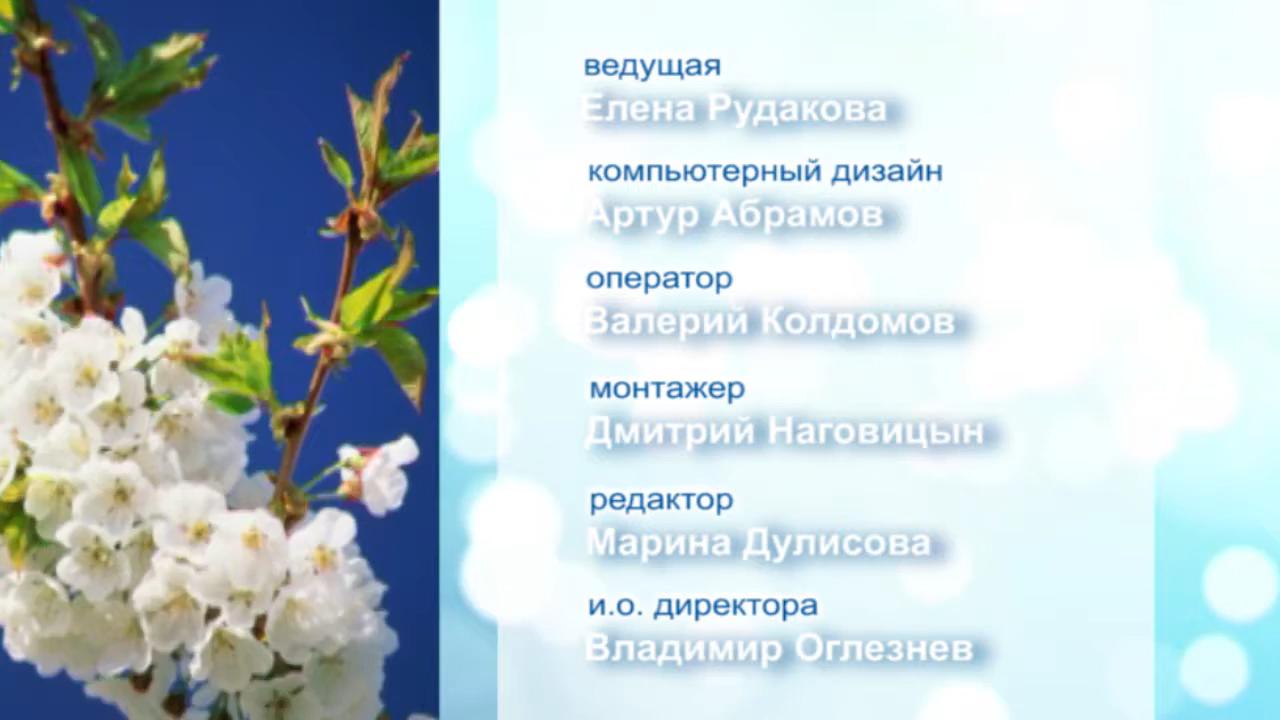 ведущая
Елена Рудакова
компьютерный дизайн
Артур Абрамов
оператор
Валерий Колдомов
монтажер
Дмитрий Наговицын
редактор
Марина Дулисова
и.о. директора
Владимир Оглезнев